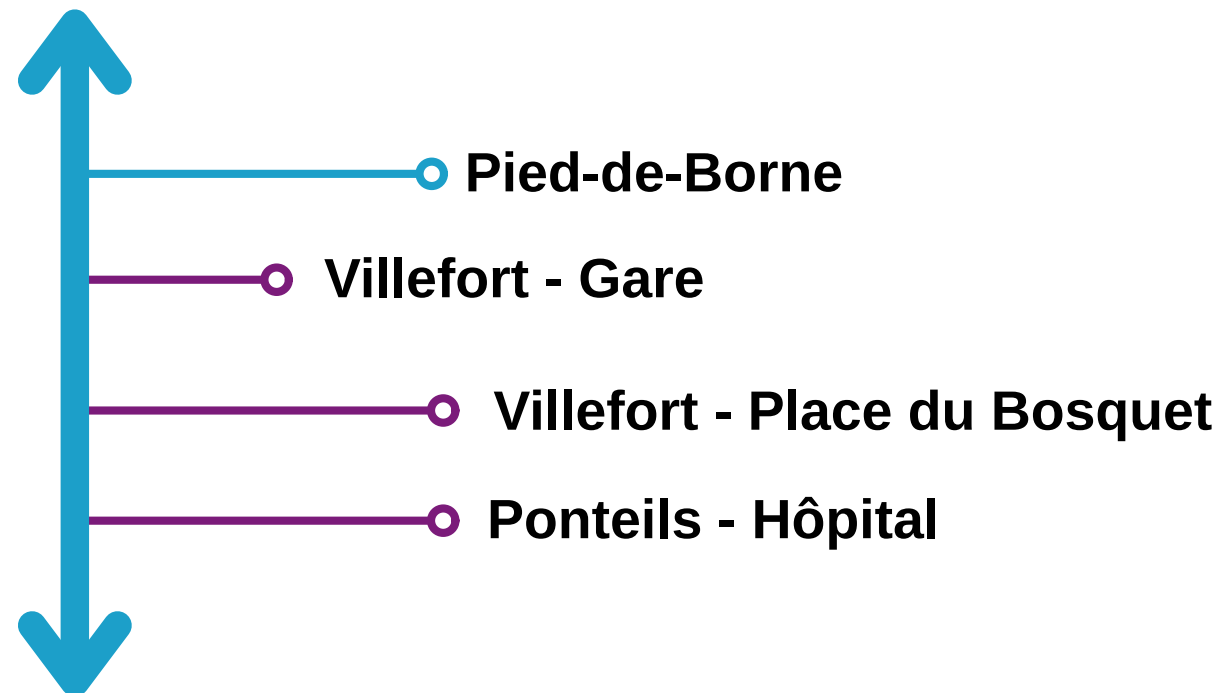 Pied-de-Borne
Villefort - Gare
Villefort - Place du Bosquet
Ponteils - Hôpital